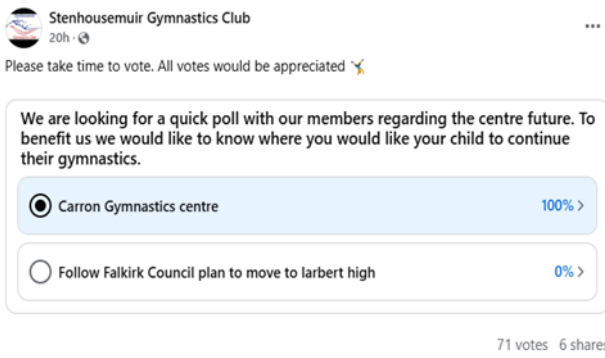 Stenhousemuir Gymnastics Club
20h
Please take time to vote. All votes would be appreciated
We are looking for a quick poll with our members regarding the centre future. To
benefit us we would like to know where you would like your child to continue
their gymnastics.
Carron Gymnastics centre 100% >
Follow Falkirk Council plan to move to larbert high 0% >
71 votes 6 shares